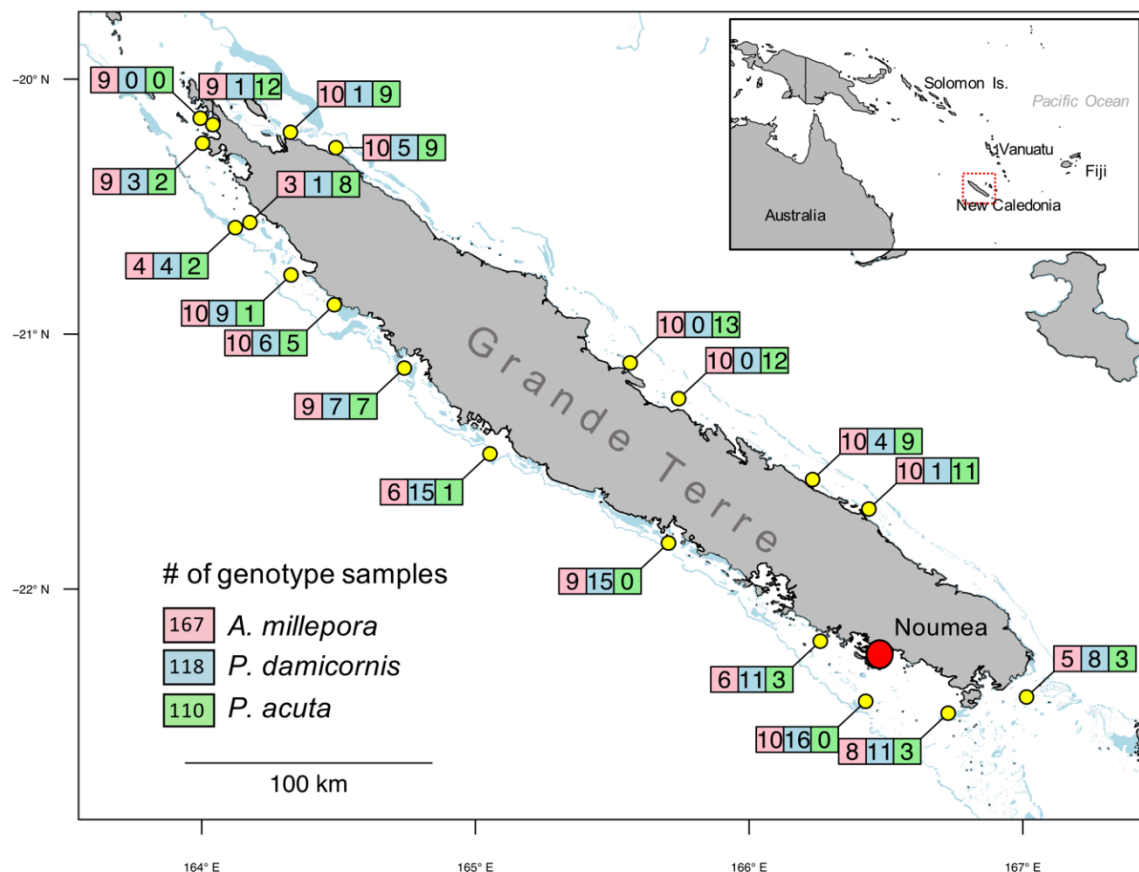 9 0 0
9 1 12
10 1 9
10 5 9
9 3 2
3 1 8
4 4 2
10 9 1
10 6 5
9 7 7
6 15 1
9 15 0
10 0 13
10 0 12
10 4 9
10 1 11
6 11 3
10 16 0
8 11 3
5 8 3
Grande Terre
Noumea
# of genotype samples
167 A. millepora
118 P. damicornis
110 P. acuta
100 km
Solomon Is.
Pacific Ocean
Vanuatu
Fiji
New Caledonia
Australia
−20°
−21°
−22°
164° E
165° E
166° E
167° E